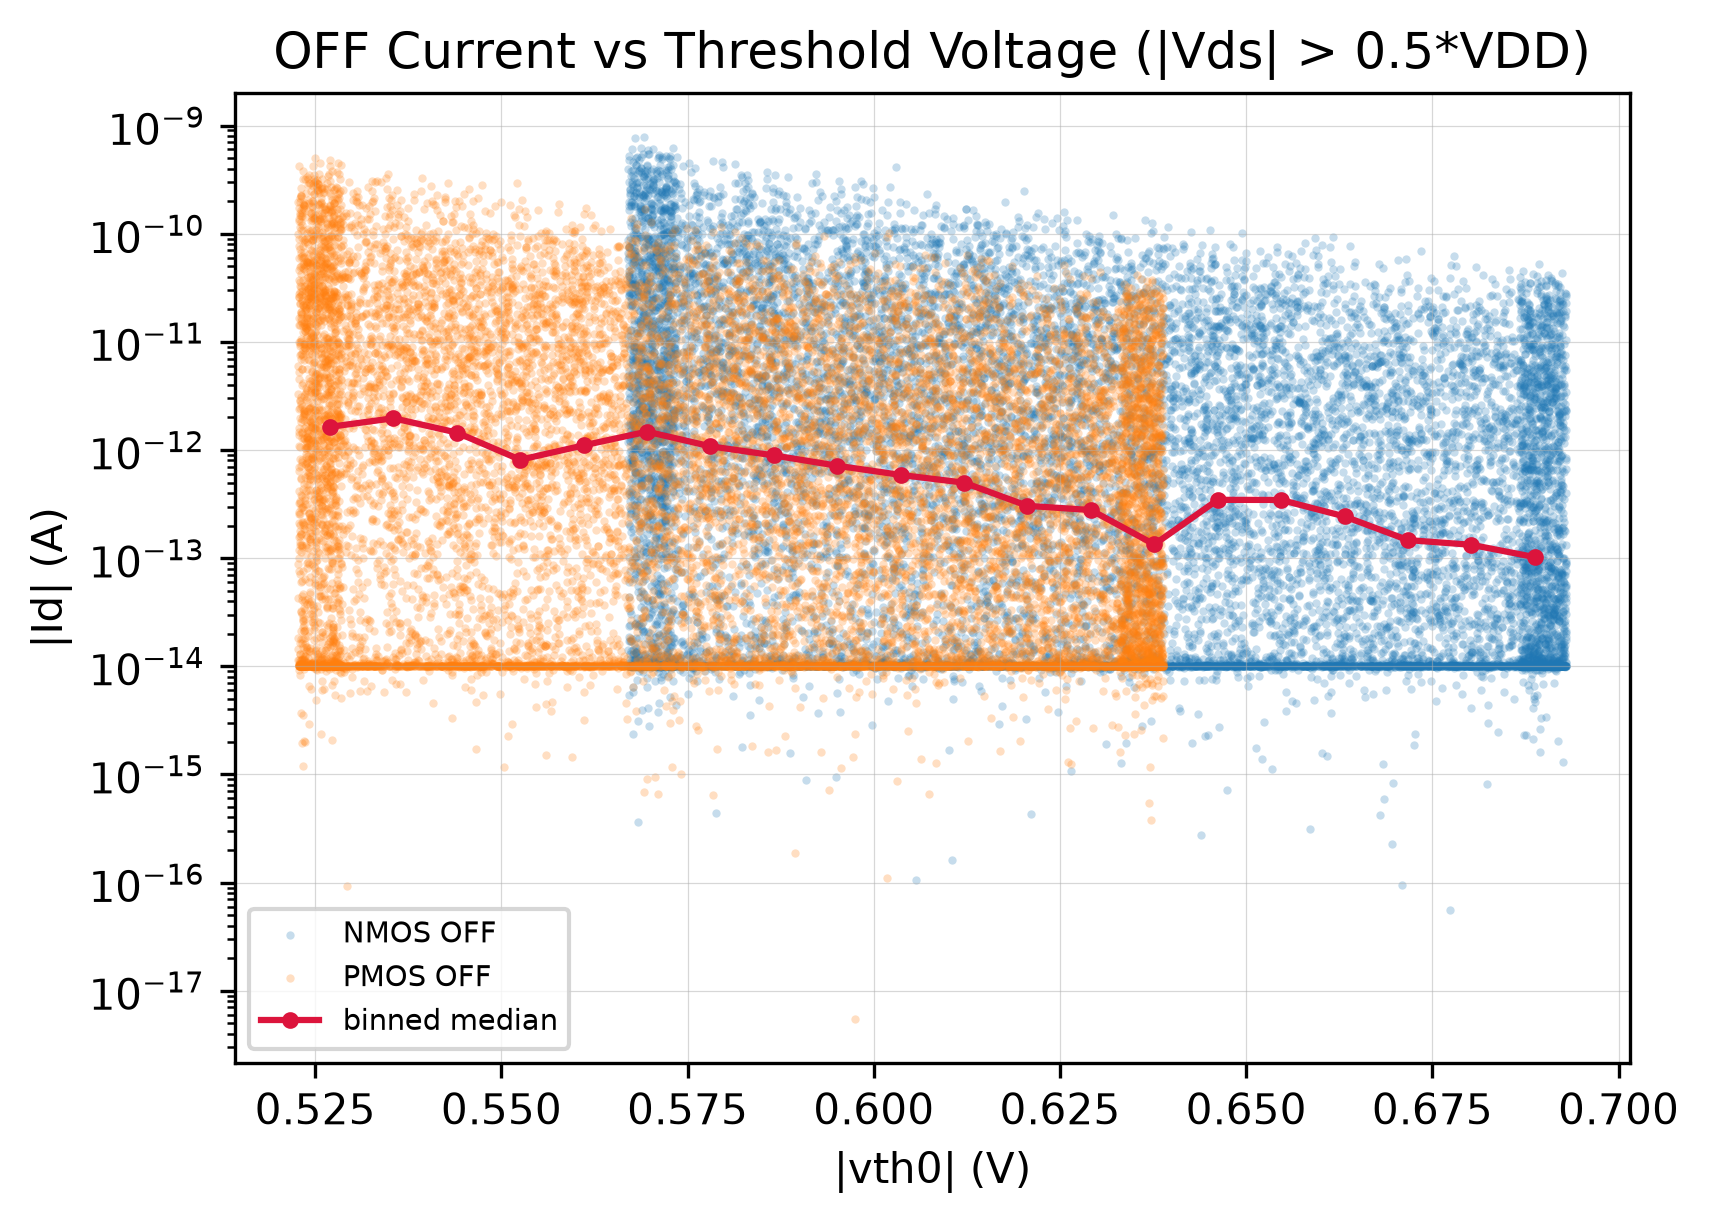 OFF Current vs Threshold Voltage (|Vds| > 0.5*VDD)
|Id| (A)
10⁻⁹
10⁻¹⁰
10⁻¹¹
10⁻¹²
10⁻¹³
10⁻¹⁴
10⁻¹⁵
10⁻¹⁶
10⁻¹⁷
NMOS OFF
PMOS OFF
binned median
0.525 0.550 0.575 0.600 0.625 0.650 0.675 0.700
|vth0| (V)